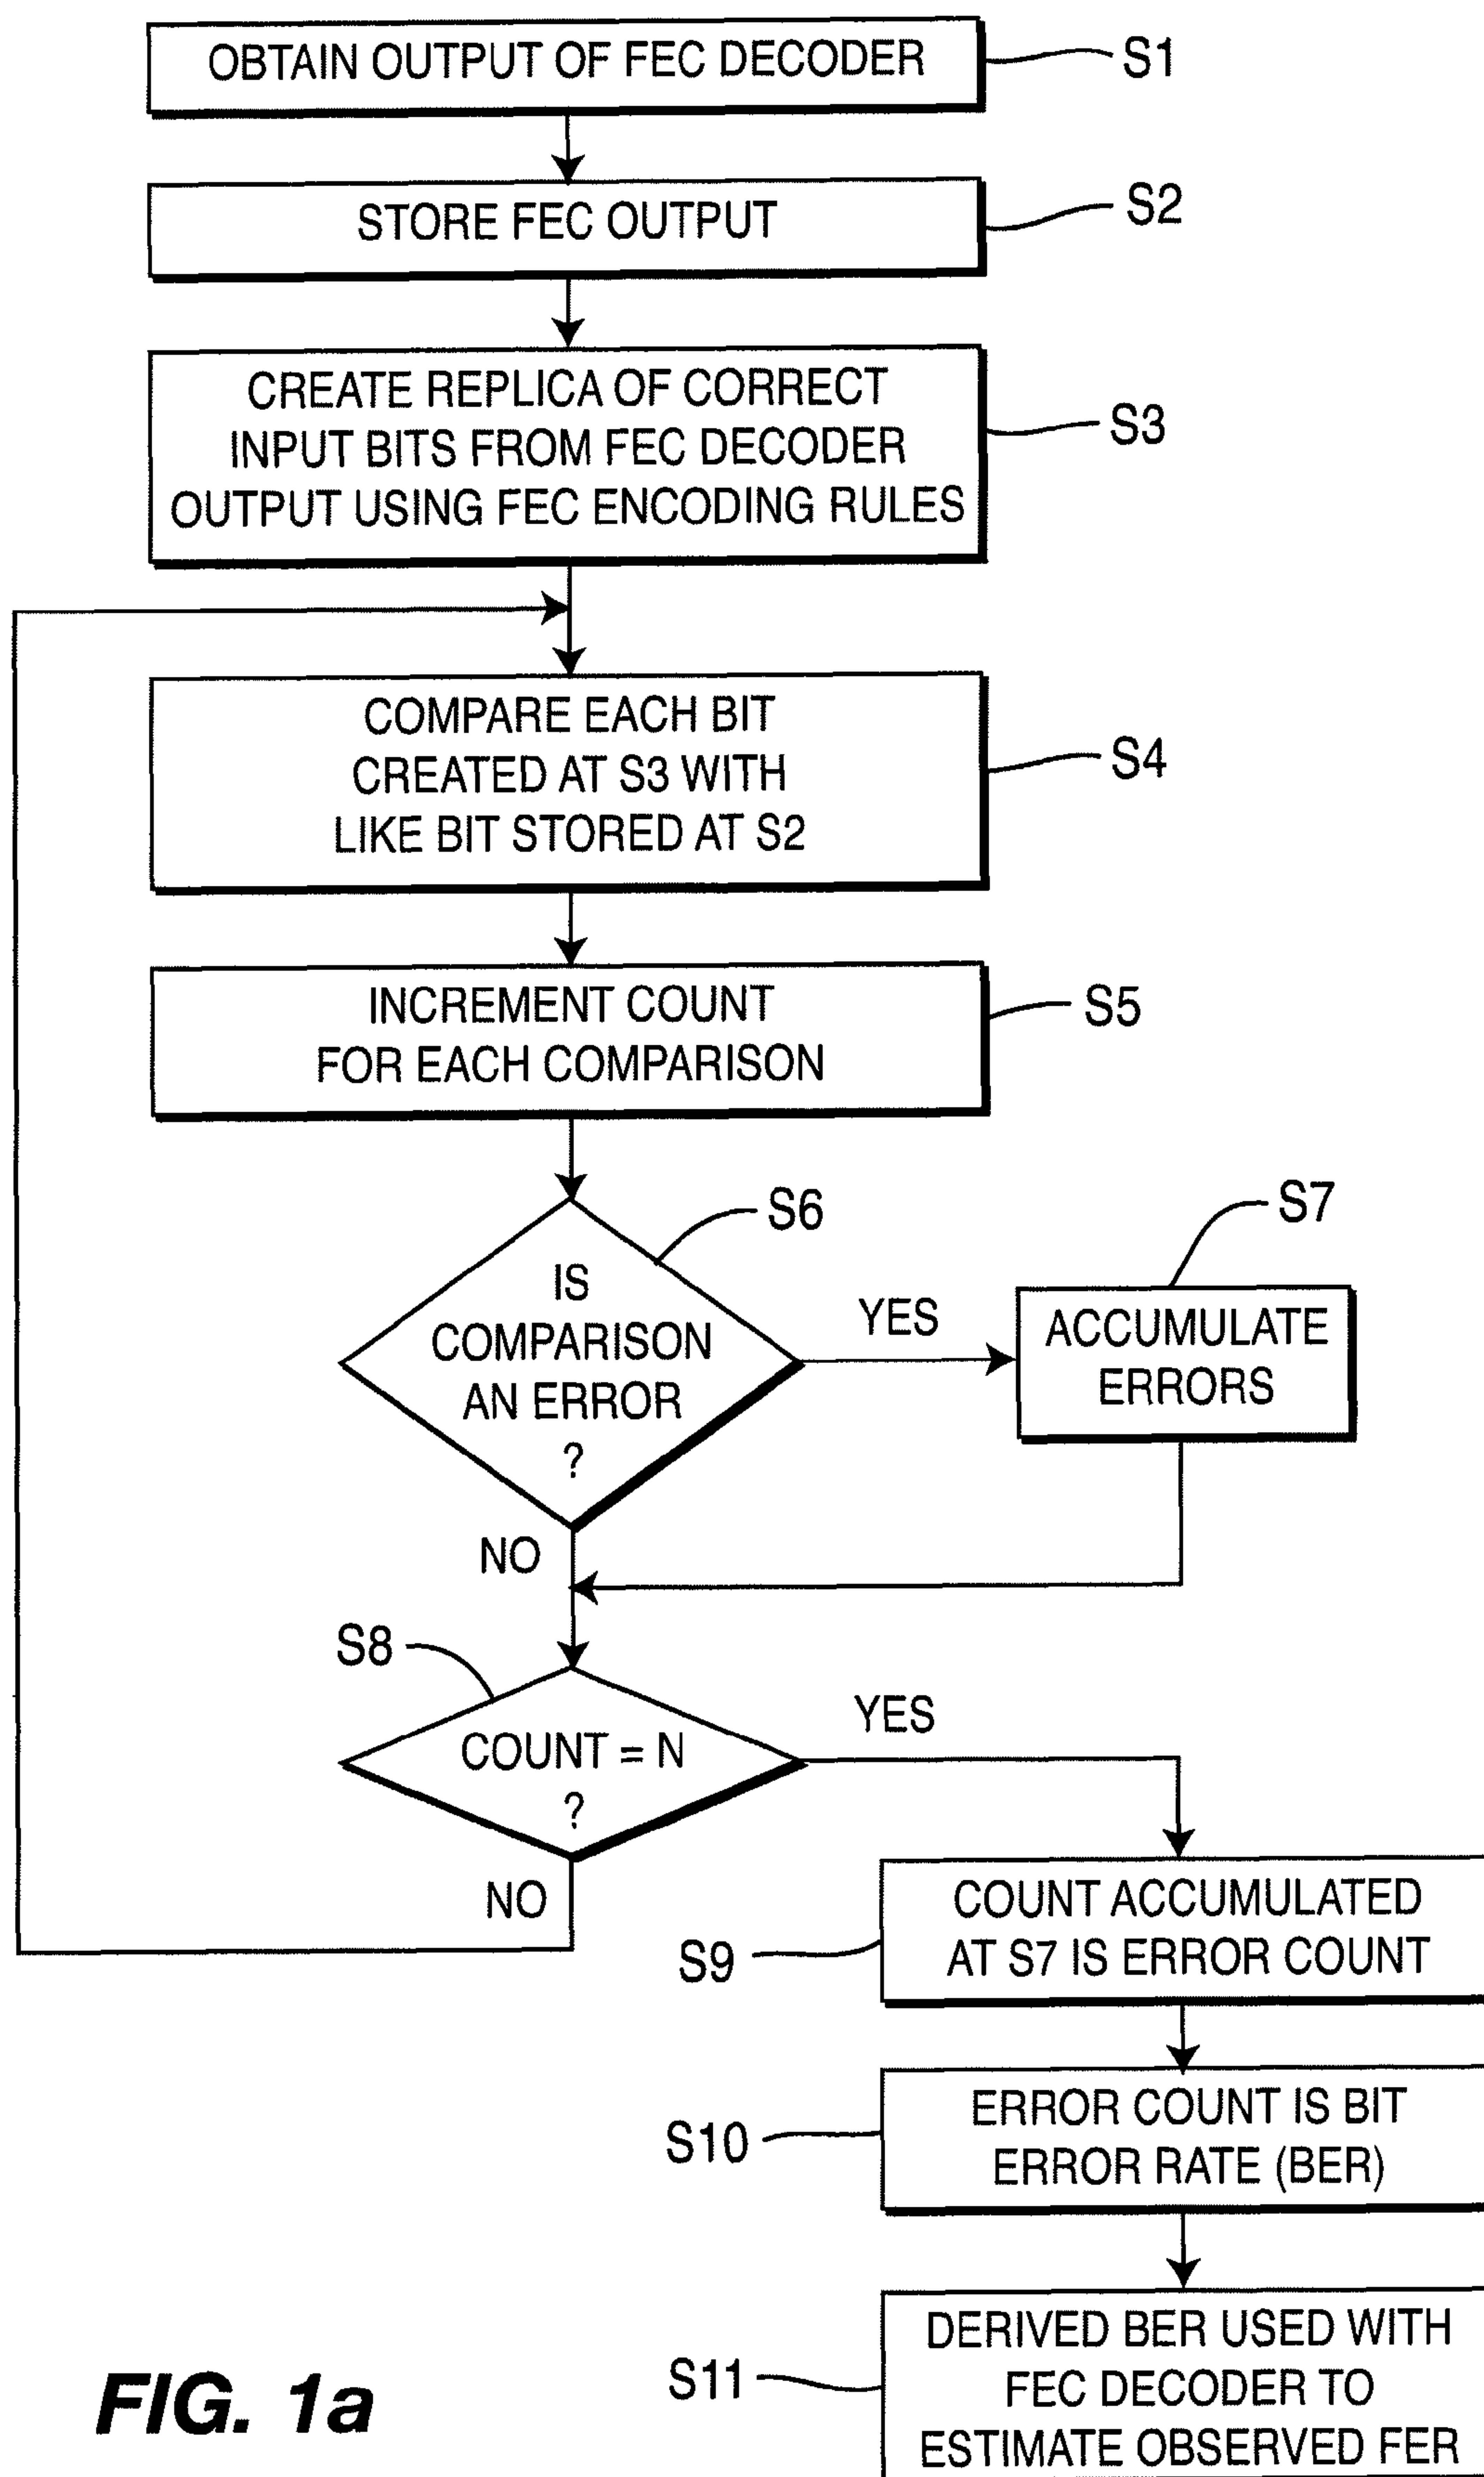 OBTAIN OUTPUT OF FEC DECODER
S1
STORE FEC OUTPUT
S2
CREATE REPLICA OF CORRECT
INPUT BITS FROM FEC DECODER
OUTPUT USING FEC ENCODING RULES
S3
COMPARE EACH BIT
CREATED AT S3 WITH
LIKE BIT STORED AT S2
S4
INCREMENT COUNT
FOR EACH COMPARISON
S5
S6
IS
COMPARISON
AN ERROR
?
YES
S7
ACCUMULATE
ERRORS
NO
S8
COUNT = N
?
YES
NO
COUNT ACCUMULATED
AT S7 IS ERROR COUNT
S9
ERROR COUNT IS BIT
ERROR RATE (BER)
S10
DERIVED BER USED WITH
FEC DECODER TO
ESTIMATE OBSERVED FER
S11
FIG. 1a